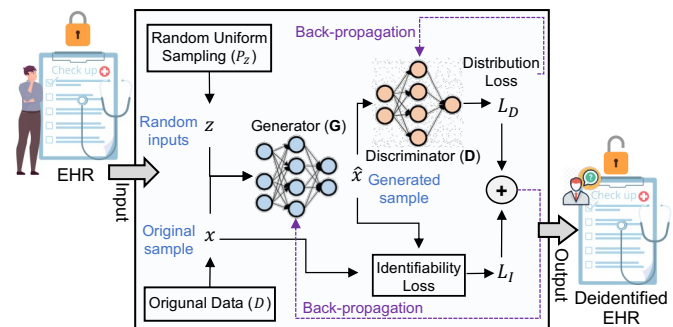 Random Uniform
Sampling (P_Z)
Back-propagation
Distribution
Loss
Check up
Random
inputs
z
Generator (G)
L_D
Discriminator (D)
EHR
Input
x̂
Generated
sample
+
?
Check up
Original
sample
x
Identifiability
Loss
L_I
Output
Origunal Data (D)
Back-propagation
Deidentified
EHR